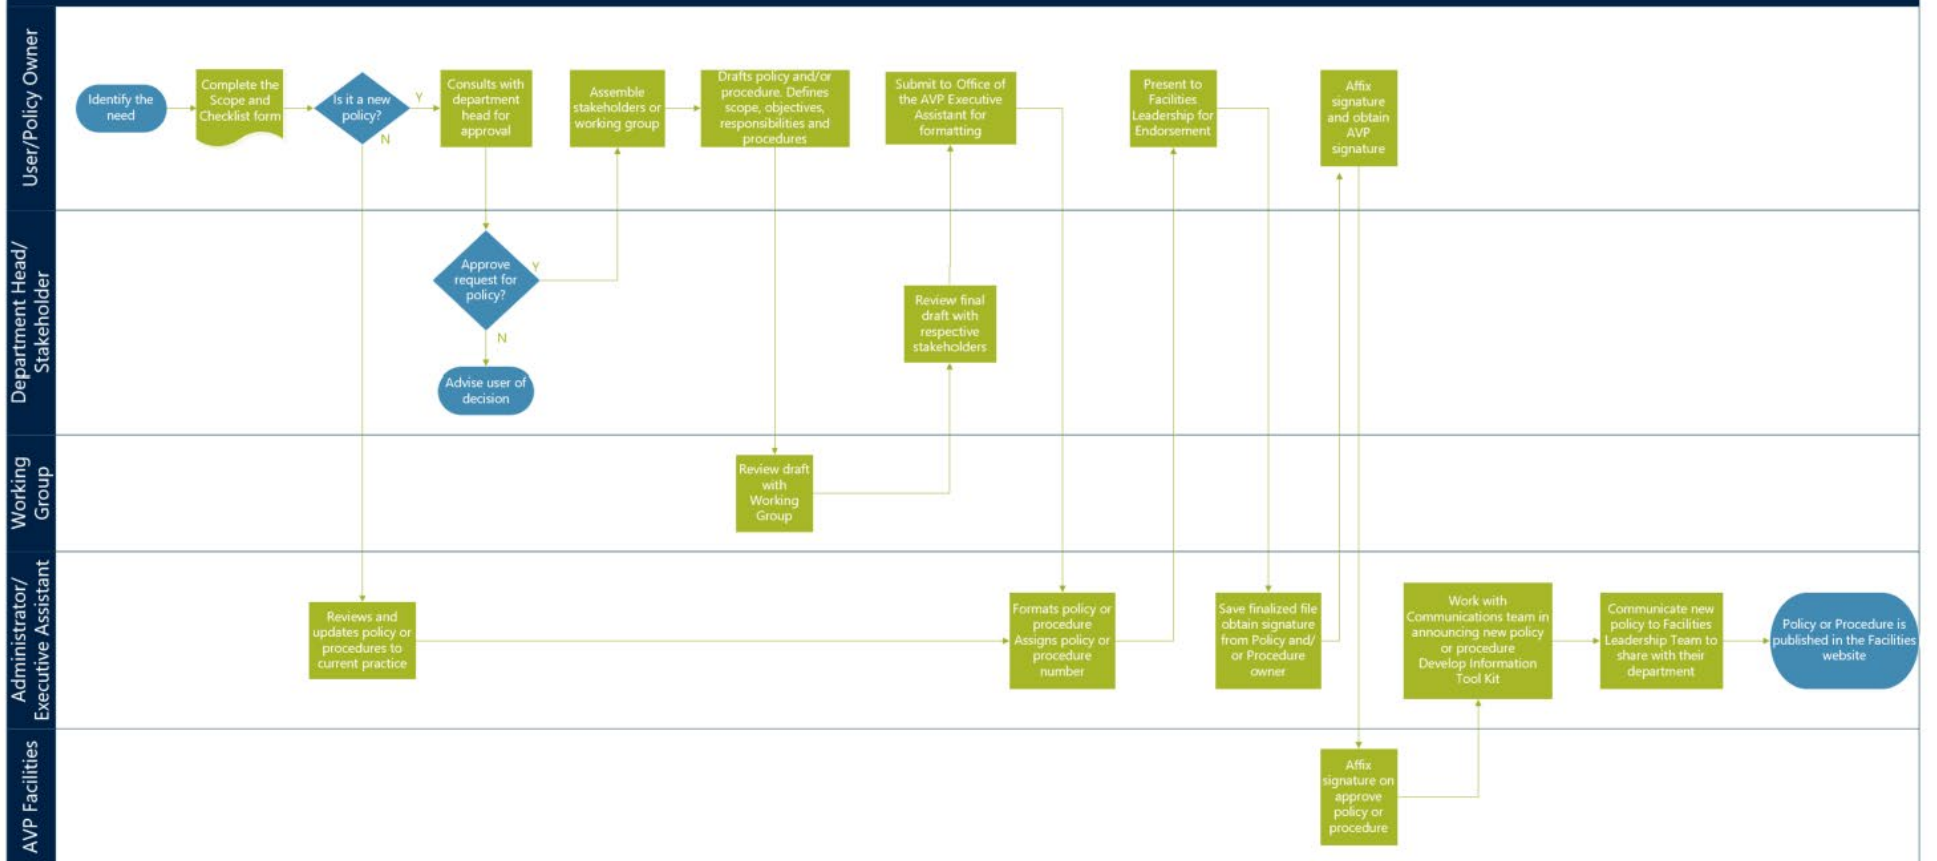 User/Policy Owner
Identify the
need
Complete the
Scope and
Checklist form
Is it a new
policy?
Y
N
Consults with
department
head for
approval
Assemble
stakeholders or
working group
Drafts policy and/or
procedure. Defines
scope, objectives,
responsibilities and
procedures
Submit to Office of
the AVP Executive
Assistant for
formatting
Present to
Facilities
Leadership for
Endorsement
Affix
signature
and obtain
AVP
signature
Department Head/
Stakeholder
Approve
request for
policy?
Y
N
Advise user of
decision
Review final
draft with
respective
stakeholders
Working
Group
Review draft
with
Working
Group
Administrator/
Executive Assistant
Reviews and
updates policy or
procedures to
current practice
Formats policy or
procedure
Assigns policy or
procedure
number
Save finalized file
obtain signature
from Policy and/
or Procedure
owner
Work with
Communications team in
announcing new policy
or procedure
Develop Information
Tool Kit
Communicate new
policy to Facilities
Leadership Team to
share with their
department
Policy or Procedure is
published in the Facilities
website
AVP Facilities
Affix
signature on
approve
policy or
procedure